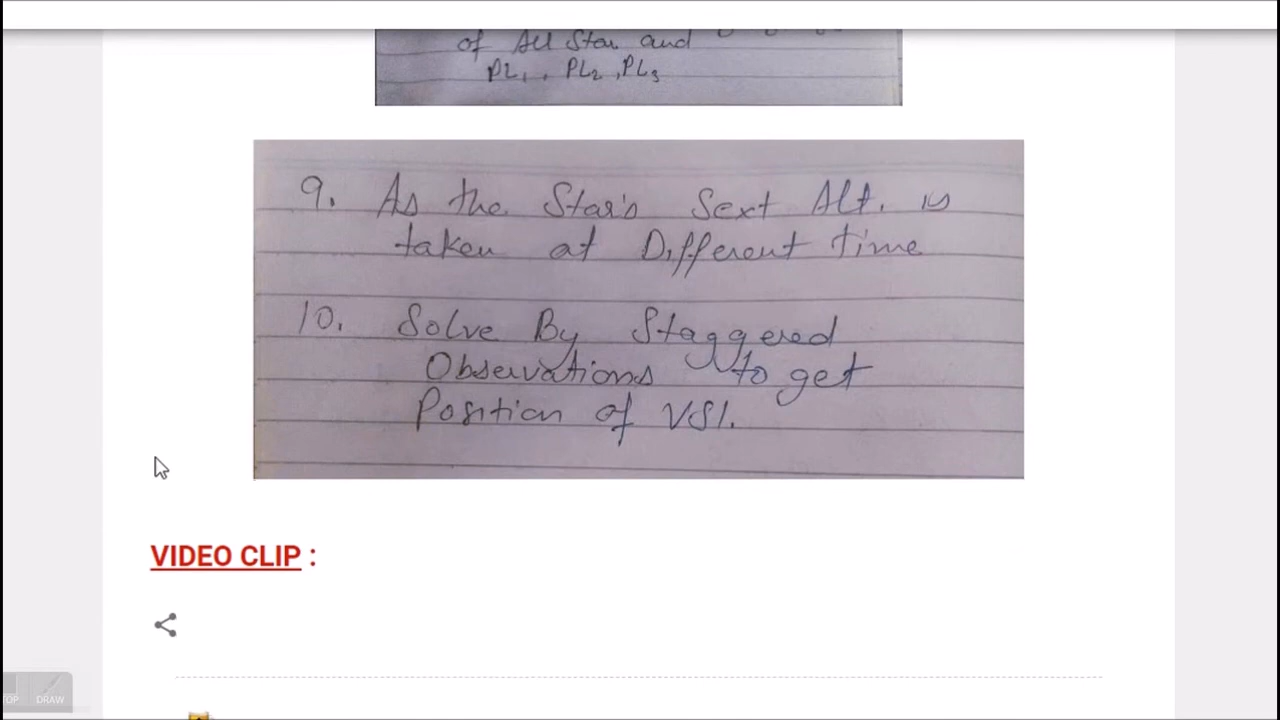 of All Star and
PL1, PL2, PL3
9. As the Star's Sext Alt. is
taken at Different time
10. Solve By Staggered
Observations to get
Position of VSl.
VIDEO CLIP :
TOP DRAW